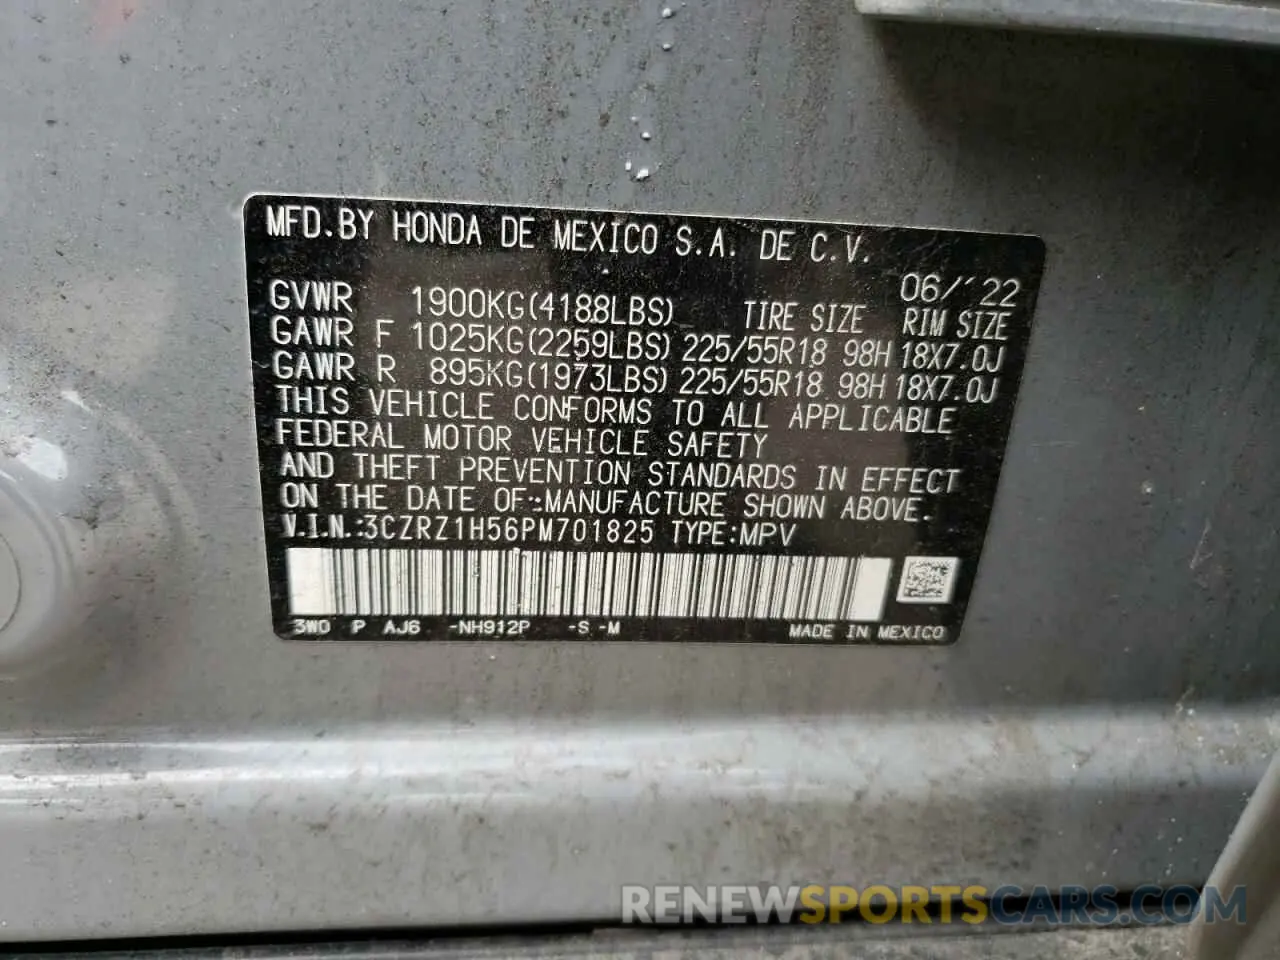 MFD.BY HONDA DE MEXICO S.A. DE C.V.
06/'22
GVWR 1900KG(4188LBS) TIRE SIZE RIM SIZE
GAWR F 1025KG(2259LBS) 225/55R18 98H 18X7.0J
GAWR R 895KG(1973LBS) 225/55R18 98H 18X7.0J
THIS VEHICLE CONFORMS TO ALL APPLICABLE
FEDERAL MOTOR VEHICLE SAFETY
AND THEFT PREVENTION STANDARDS IN EFFECT
ON THE DATE OF MANUFACTURE SHOWN ABOVE.
V.I.N.:3CZRZ1H56PM701825 TYPE:MPV
3W0 P AJ6 -NH912P -S -M MADE IN MEXICO
RENEWSPORTSCARS.COM